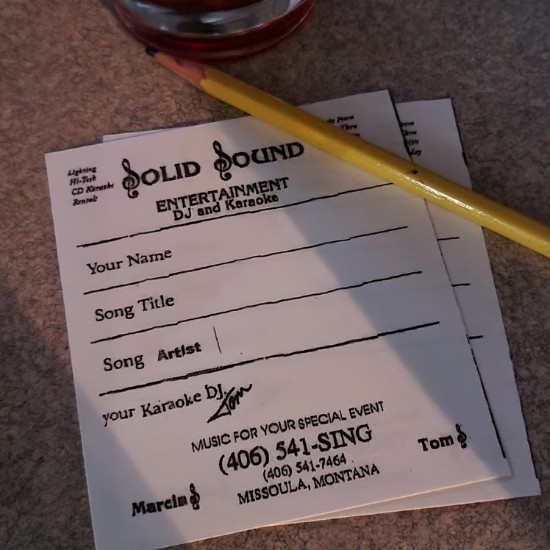 Lighting
Hi-Tech
CD Karaoke
Rentals
SOLID SOUND
ENTERTAINMENT
DJ and Karaoke
Your Name
Song Title
Song Artist
your Karaoke DJ,
Tom
MUSIC FOR YOUR SPECIAL EVENT
(406) 541-SING
(406) 541-7464
MISSOULA, MONTANA
Marcia
Tom